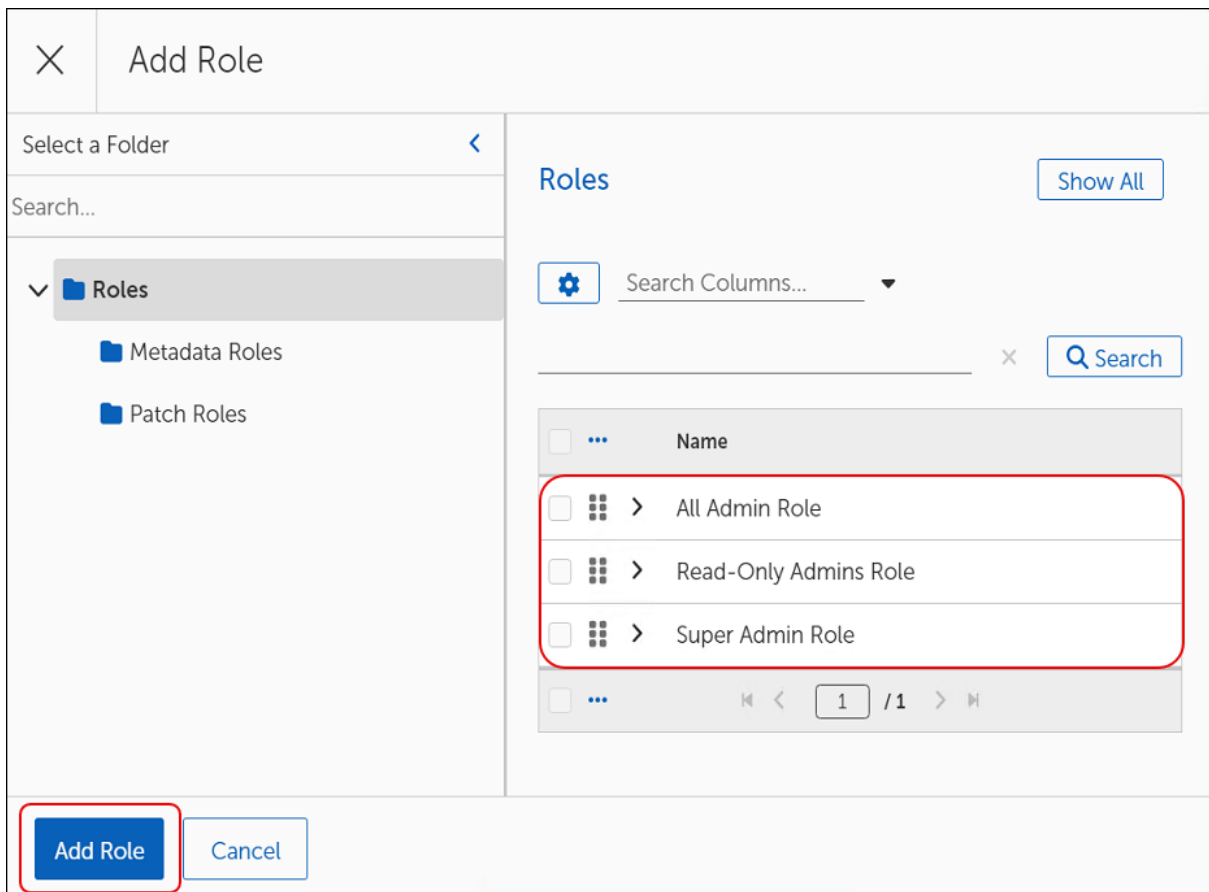 Add Role
Select a Folder
Search...
Roles
Metadata Roles
Patch Roles
Roles
Show All
Search Columns...
Search
Name
All Admin Role
Read-Only Admins Role
Super Admin Role
1 / 1
Add Role
Cancel